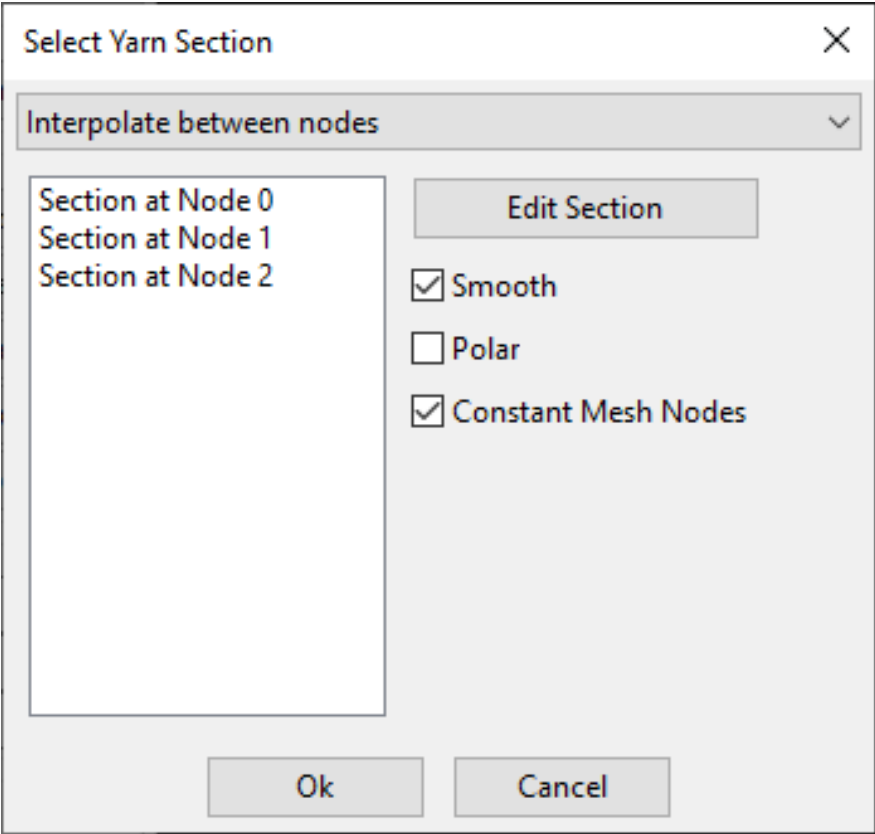 Select Yarn Section
Interpolate between nodes
Section at Node 0
Section at Node 1
Section at Node 2
Edit Section
Smooth
Polar
Constant Mesh Nodes
Ok
Cancel